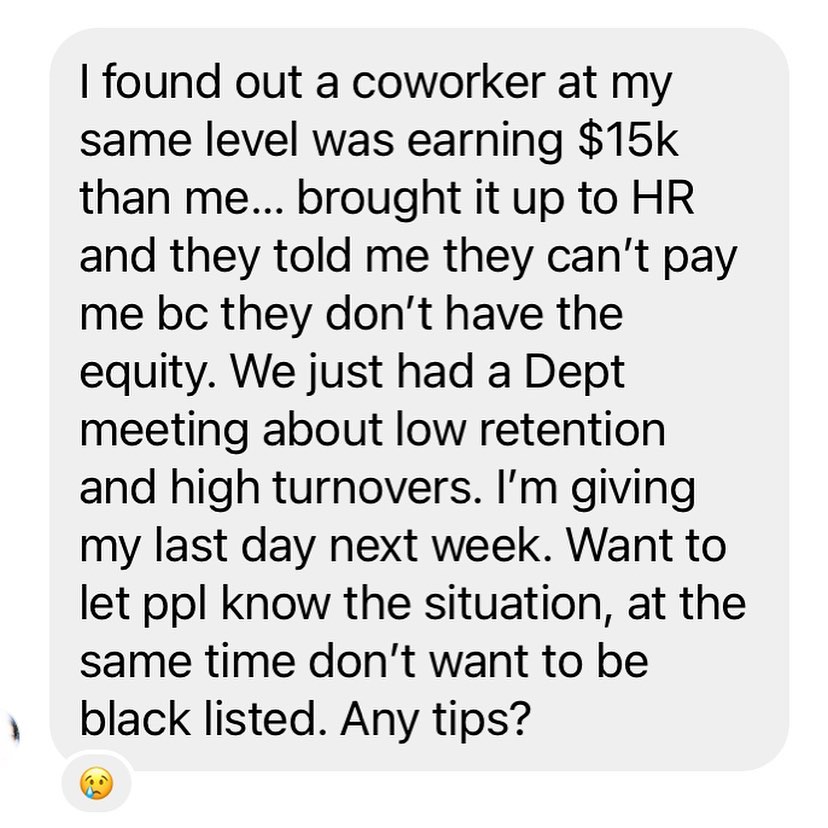 I found out a coworker at my
same level was earning $15k
than me... brought it up to HR
and they told me they can’t pay
me bc they don’t have the
equity. We just had a Dept
meeting about low retention
and high turnovers. I’m giving
my last day next week. Want to
let ppl know the situation, at the
same time don’t want to be
black listed. Any tips?